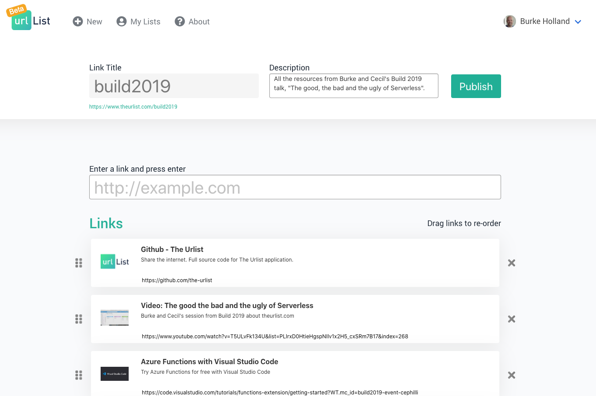 Beta
url List
New
My Lists
About
Burke Holland
Link Title
Description
build2019
All the resources from Burke and Cecil's Build 2019
talk, "The good, the bad and the ugly of Serverless".
Publish
https://www.theurlist.com/build2019
Enter a link and press enter
http://example.com
Links
Drag links to re-order
url List
Github - The Urlist
Share the internet. Full source code for The Urlist application.
https://github.com/the-urlist
Video: The good the bad and the ugly of Serverless
Burke and Cecil's session from Build 2019 about theurlist.com
https://www.youtube.com/watch?v=T5ULvFk134U&list=PLlrxD0HtieHgspNIIv1x2H5_cx5Rm7B17&index=268
Azure Functions with Visual Studio Code
Try Azure Functions for free with Visual Studio Code
https://code.visualstudio.com/tutorials/functions-extension/getting-started?WT.mc_id=build2019-event-cephilli